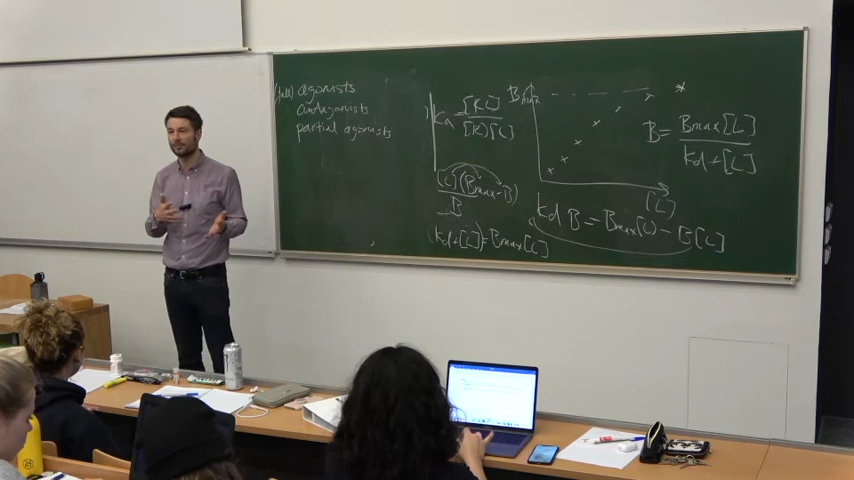 (full) agonists
antagonists
partial agonists
Ka = [RL]
[R][L]
[L](Bmax-B)
B
(Kd+[L])=Bmax[L]
Bmax
[L]
B = Bmax[L]
Kd+[L]
Kd B = Bmax[L] - B[L]